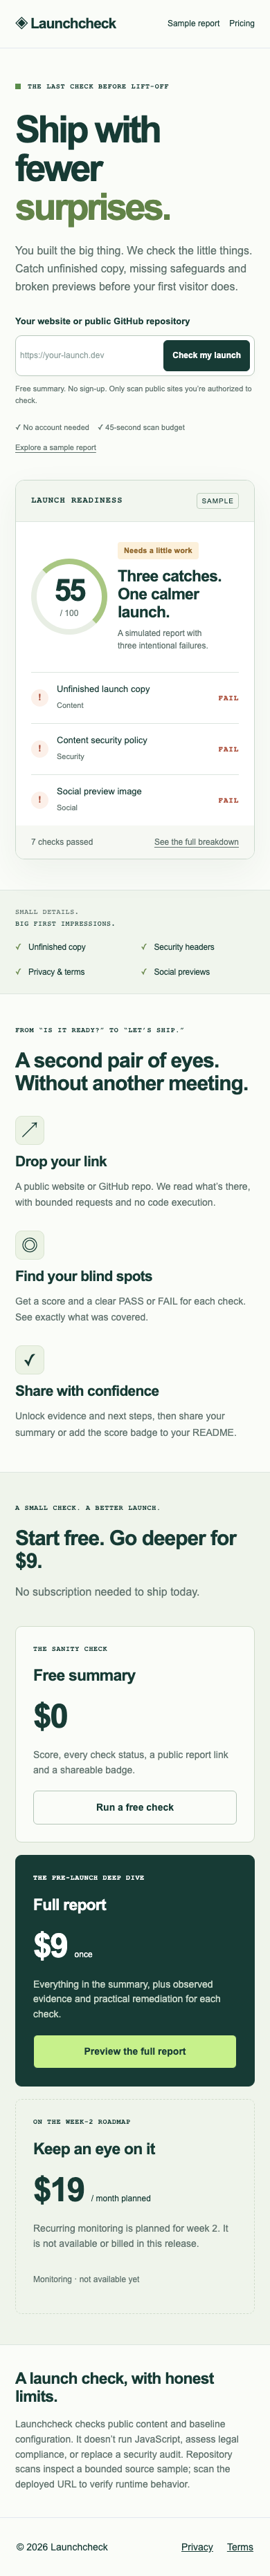 Launchcheck
Sample report Pricing
THE LAST CHECK BEFORE LIFT-OFF
Ship with
fewer
surprises.
You built the big thing. We check the little things.
Catch unfinished copy, missing safeguards and
broken previews before your first visitor does.
Your website or public GitHub repository
https://your-launch.dev
Check my launch
Free summary. No sign-up. Only scan public sites you're authorized to
check.
✓ No account needed ✓ 45-second scan budget
Explore a sample report
LAUNCH READINESS
SAMPLE
55
/ 100
Needs a little work
Three catches.
One calmer
launch.
A simulated report with
three intentional failures.
! Unfinished launch copy
Content
FAIL
! Content security policy
Security
FAIL
! Social preview image
Social
FAIL
7 checks passed
See the full breakdown
SMALL DETAILS.
BIG FIRST IMPRESSIONS.
✓ Unfinished copy ✓ Security headers
✓ Privacy & terms ✓ Social previews
FROM “IS IT READY?” TO “LET’S SHIP.”
A second pair of eyes.
Without another meeting.
Drop your link
A public website or GitHub repo. We read what's there,
with bounded requests and no code execution.
Find your blind spots
Get a score and a clear PASS or FAIL for each check.
See exactly what was covered.
Share with confidence
Unlock evidence and next steps, then share your
summary or add the score badge to your README.
A SMALL CHECK. A BETTER LAUNCH.
Start free. Go deeper for
$9.
No subscription needed to ship today.
THE SANITY CHECK
Free summary
$0
Score, every check status, a public report link
and a shareable badge.
Run a free check
THE PRE-LAUNCH DEEP DIVE
Full report
$9 once
Everything in the summary, plus observed
evidence and practical remediation for each
check.
Preview the full report
ON THE WEEK-2 ROADMAP
Keep an eye on it
$19 / month planned
Recurring monitoring is planned for week 2. It
is not available or billed in this release.
Monitoring · not available yet
A launch check, with honest
limits.
Launchcheck checks public content and baseline
configuration. It doesn't run JavaScript, assess legal
compliance, or replace a security audit. Repository
scans inspect a bounded source sample; scan the
deployed URL to verify runtime behavior.
© 2026 Launchcheck
Privacy Terms